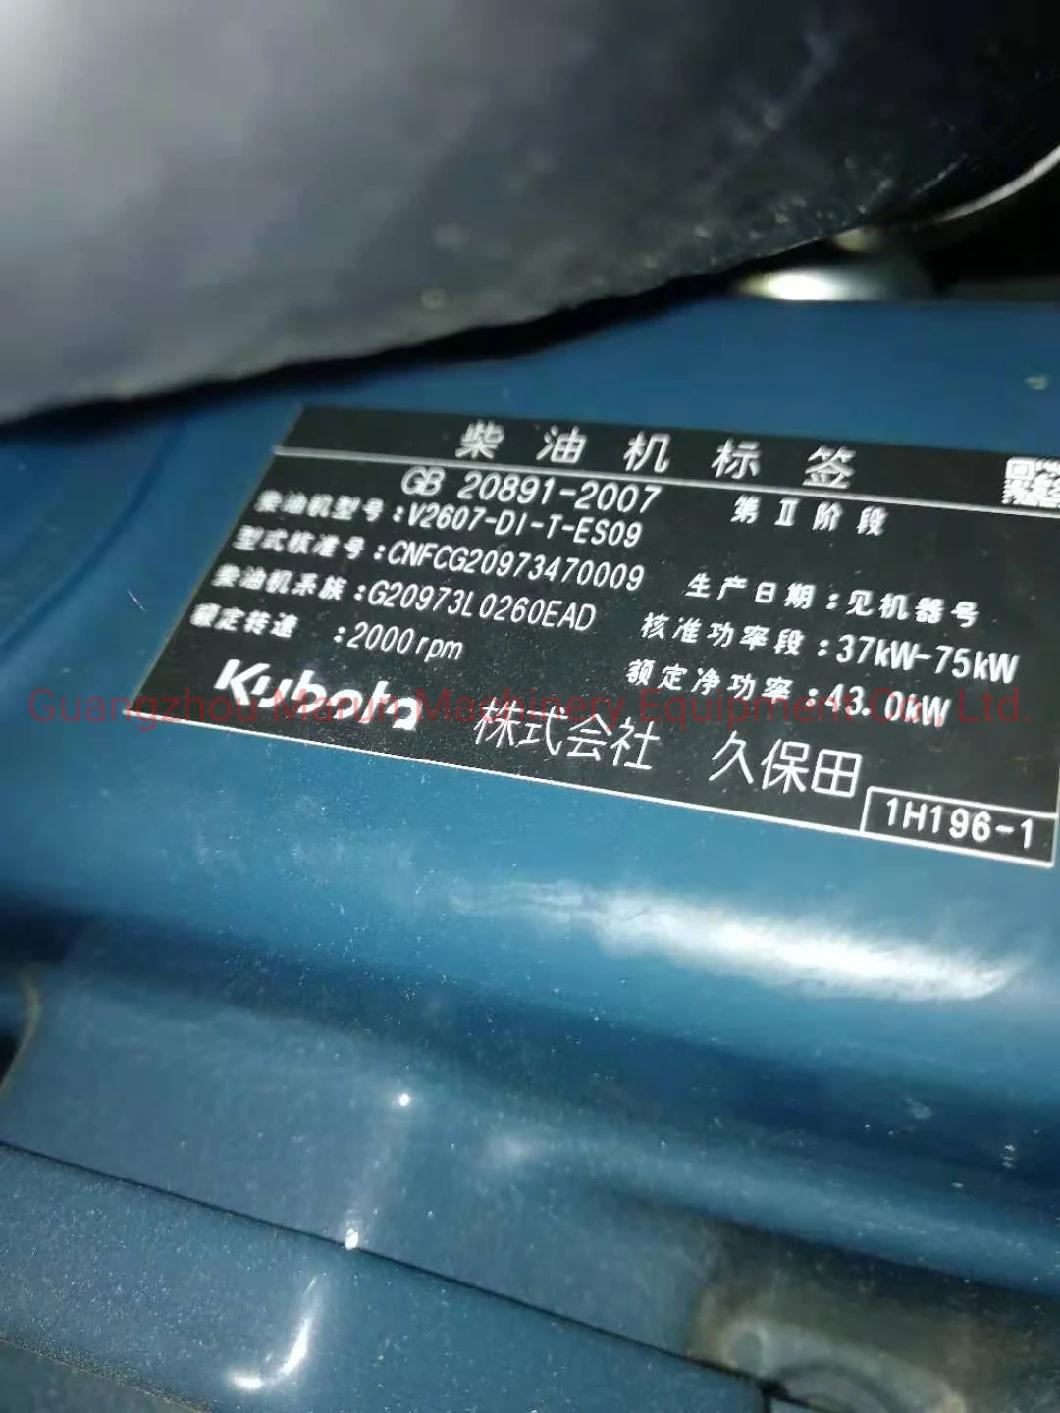 柴油机标签
GB 20891-2007 第Ⅱ阶段
柴油机型号:V2607-DI-T-ES09
型式核准号:CNFCG20973470009 生产日期:见机器号
柴油机系族:G20973L0260EAD 核准功率段:37kW-75kW
额定转速 :2000rpm 额定净功率:43.0kW
Kubota 株式会社 久保田
1H196-1
Guangzhou Marun Machinery Equipment Co., Ltd.